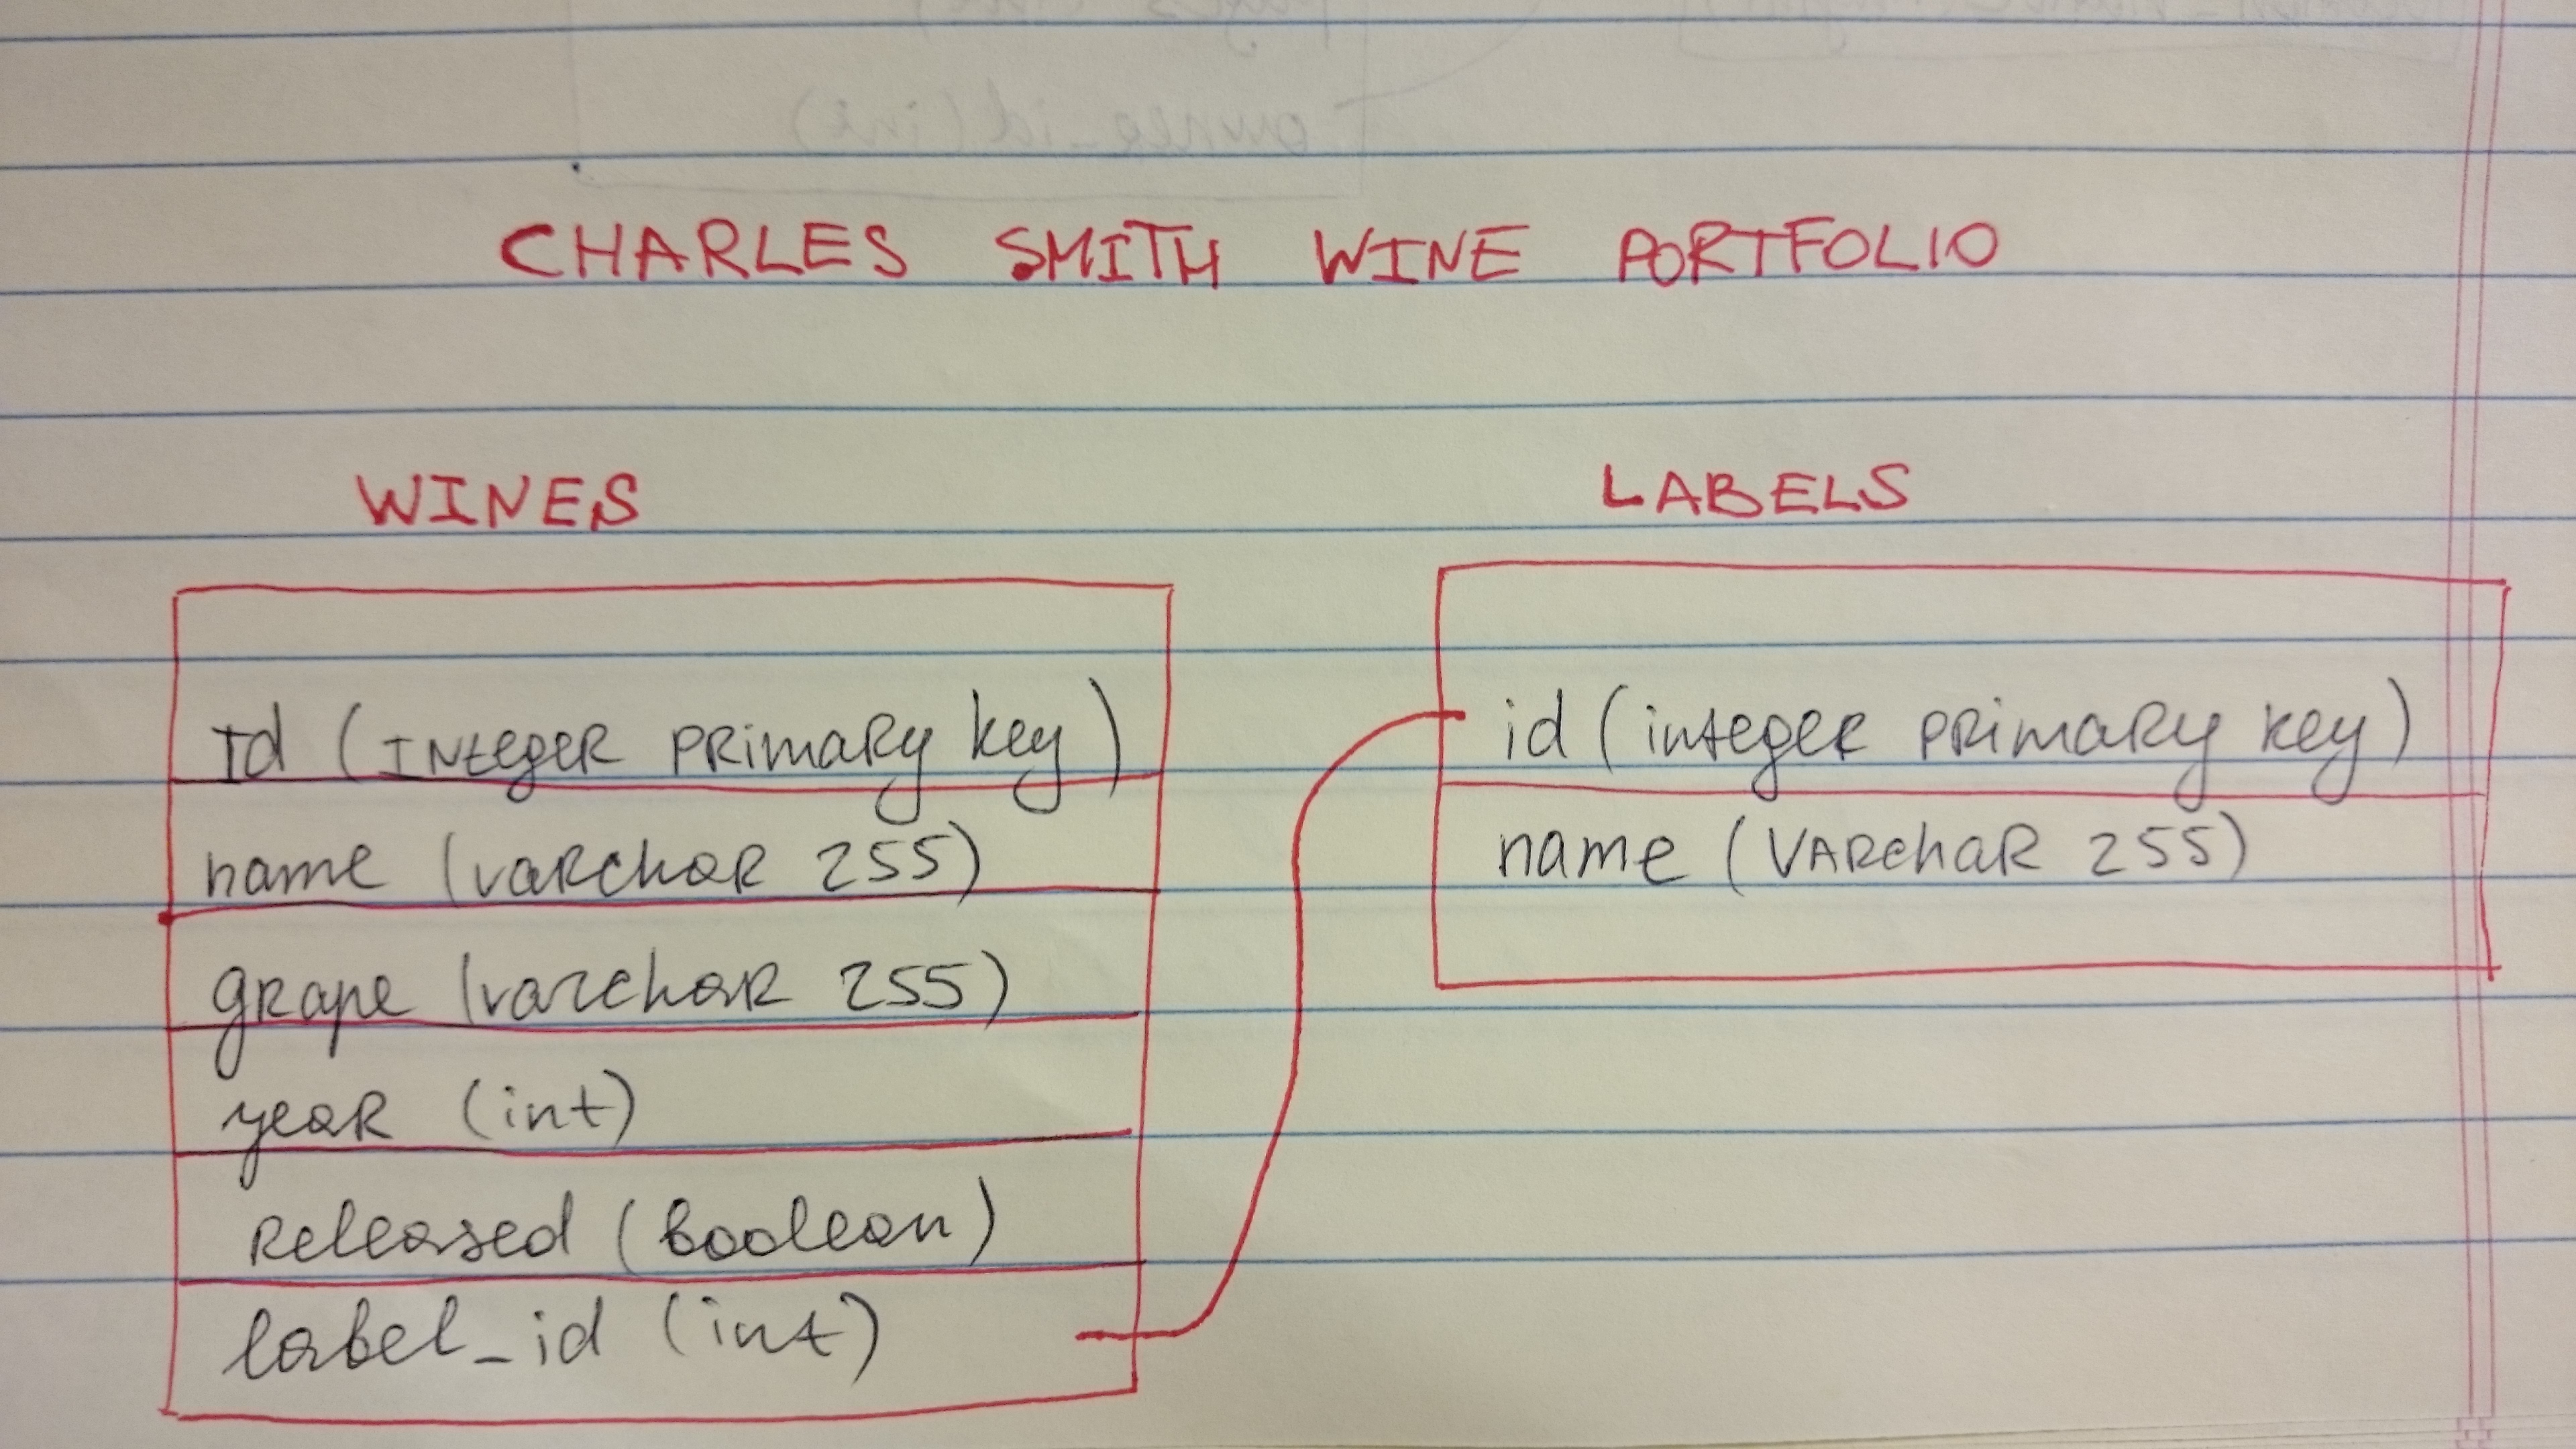 CHARLES SMITH WINE PORTFOLIO
WINES
Id (INteger primary key)
name (varchar 255)
grape (varchar 255)
year (int)
released (boolean)
label_id (int)
LABELS
id (integer primary key)
name (VARchaR 255)